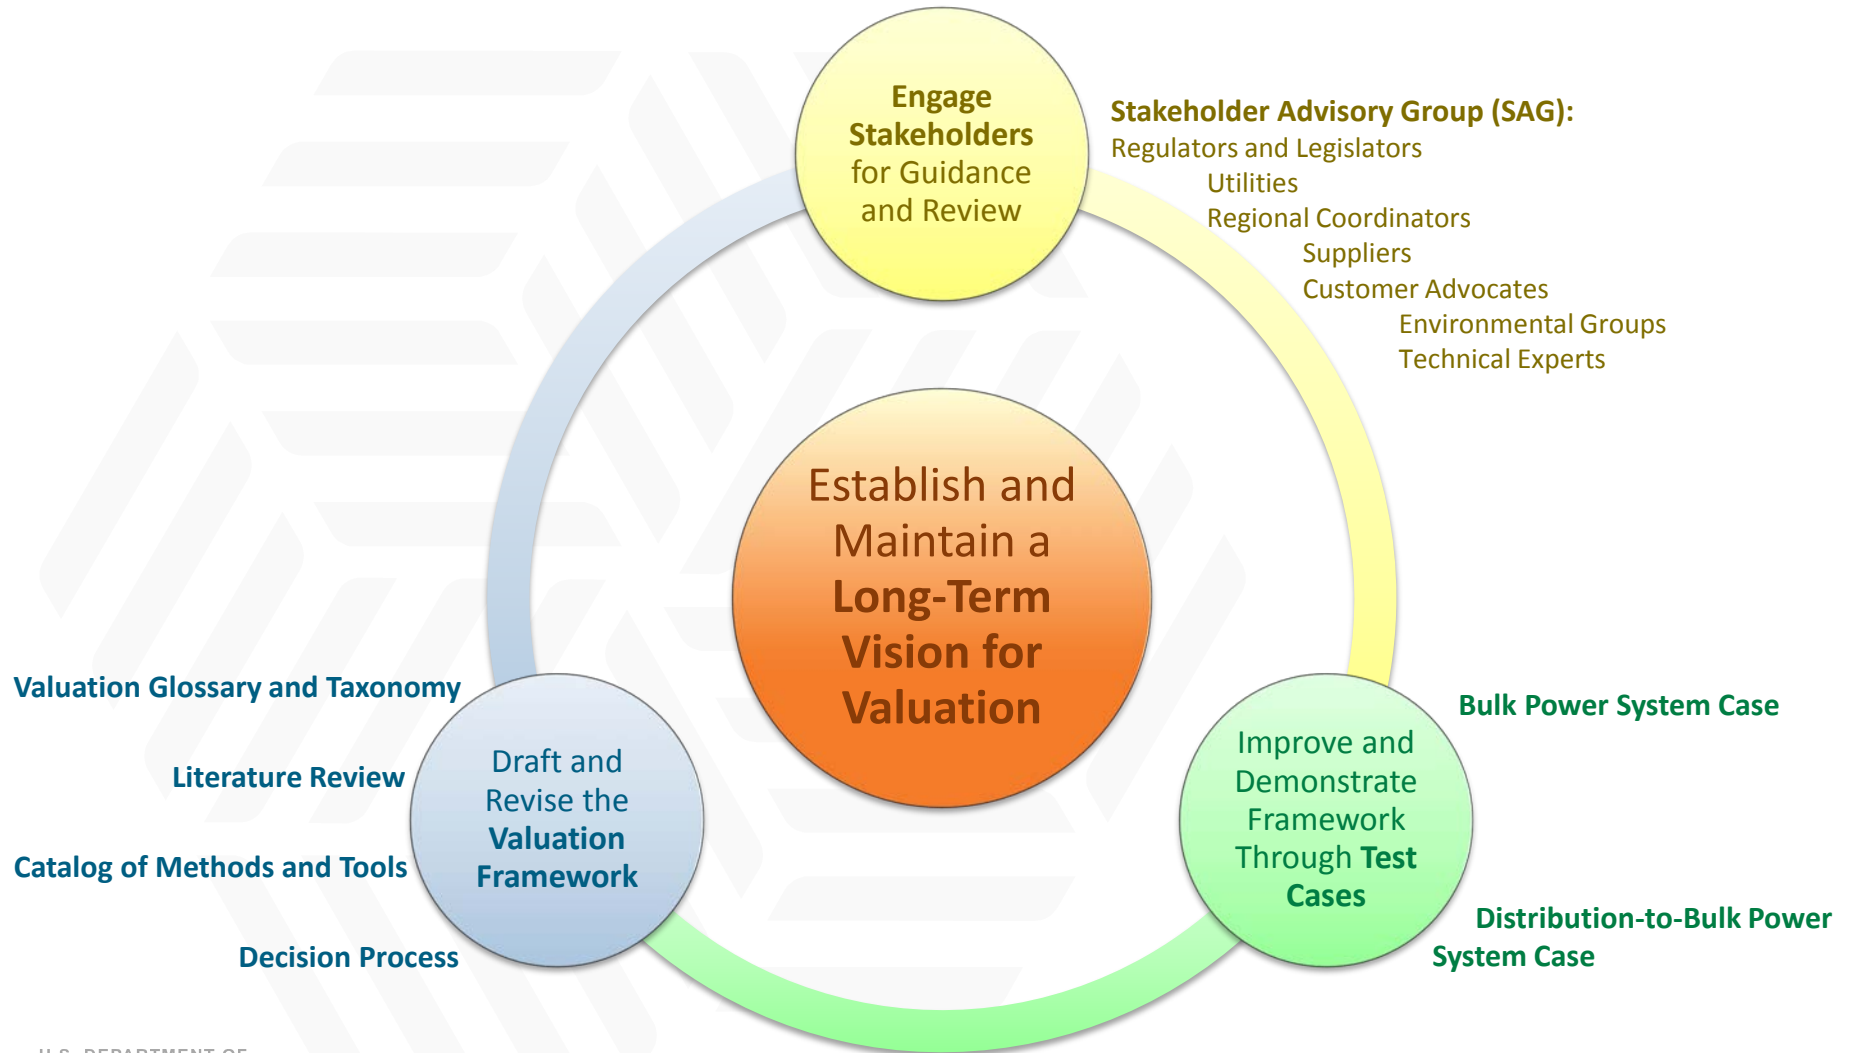 Engage
Stakeholders
for Guidance
and Review
Stakeholder Advisory Group (SAG):
Regulators and Legislators
Utilities
Regional Coordinators
Suppliers
Customer Advocates
Environmental Groups
Technical Experts
Establish and
Maintain a
Long-Term
Vision for
Valuation
Valuation Glossary and Taxonomy
Literature Review
Catalog of Methods and Tools
Decision Process
Draft and
Revise the
Valuation
Framework
Improve and
Demonstrate
Framework
Through Test
Cases
Bulk Power System Case
Distribution-to-Bulk Power
System Case
U.S. DEPARTMENT OF